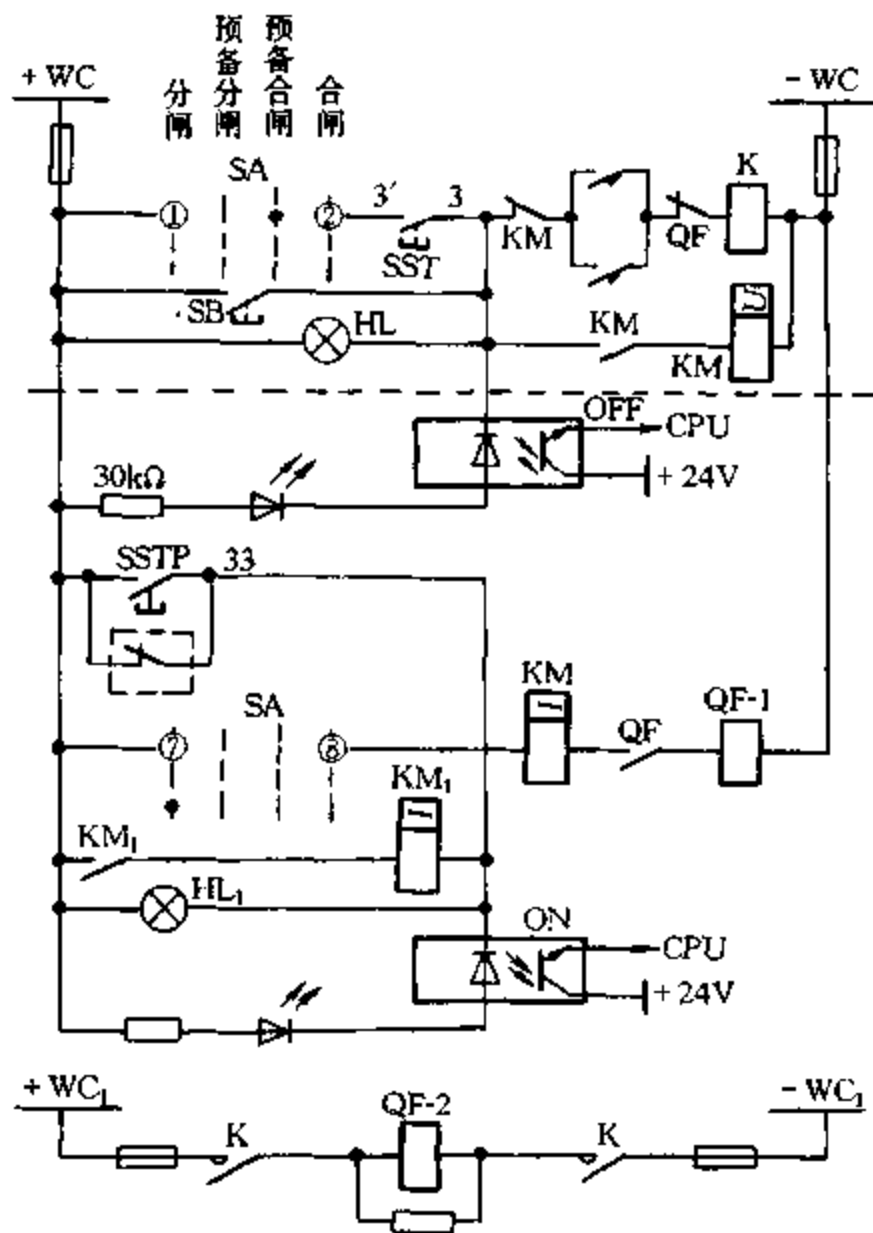 + WC
分闸
预备分闸
预备合闸
合闸
- WC
SA
①
②
3′
3
SST
KM
QF
K
SB
HL
KM
KM
U
OFF
CPU
+ 24V
30kΩ
SSTP
33
SA
⑦
⑧
KM
I
QF
QF-1
KM₁
KM₁
I
HL₁
ON
CPU
+ 24V
+ WC₁
K
QF-2
K
- WC₁